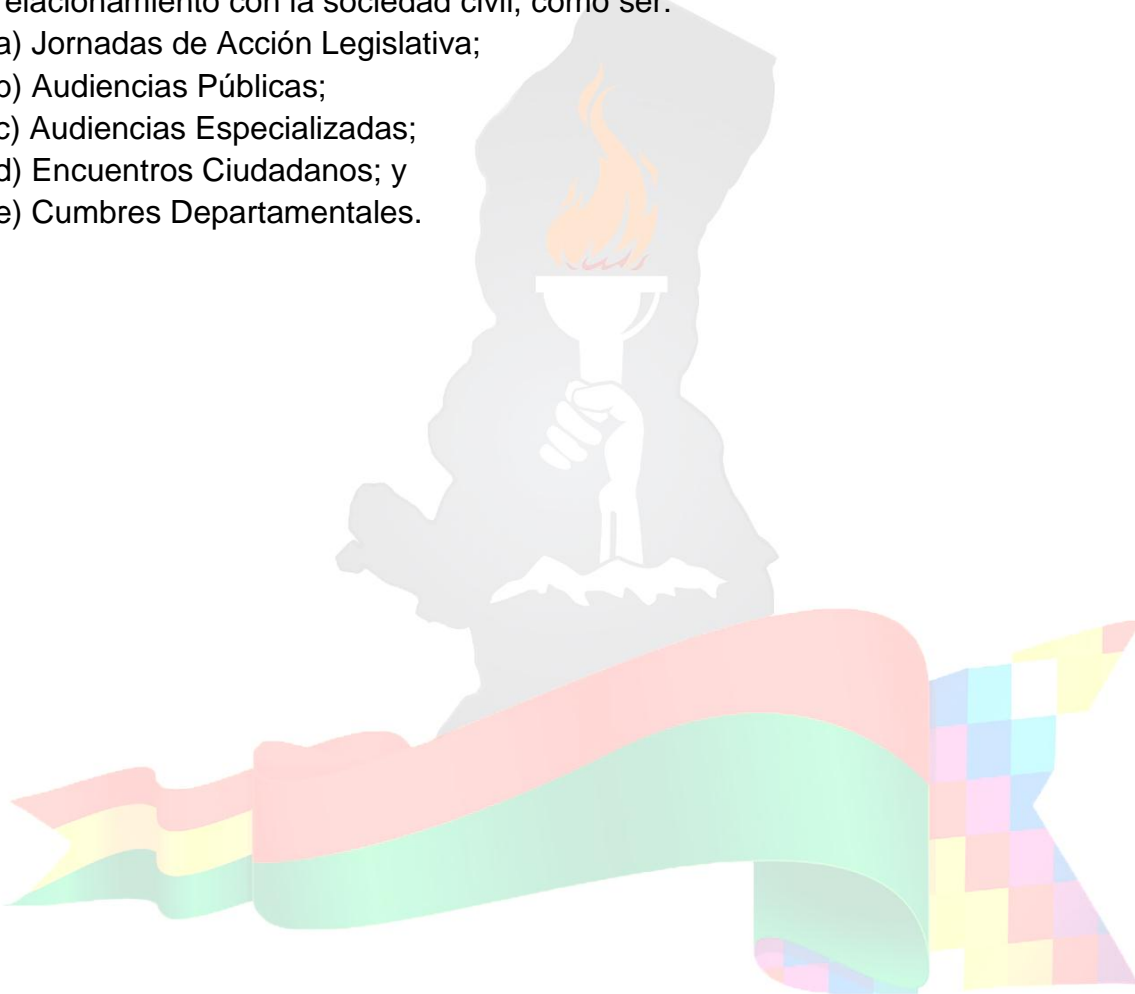 relacionamiento con la sociedad civil, como ser:
a) Jornadas de Acción Legislativa;
b) Audiencias Públicas;
c) Audiencias Especializadas;
d) Encuentros Ciudadanos; y
e) Cumbres Departamentales.